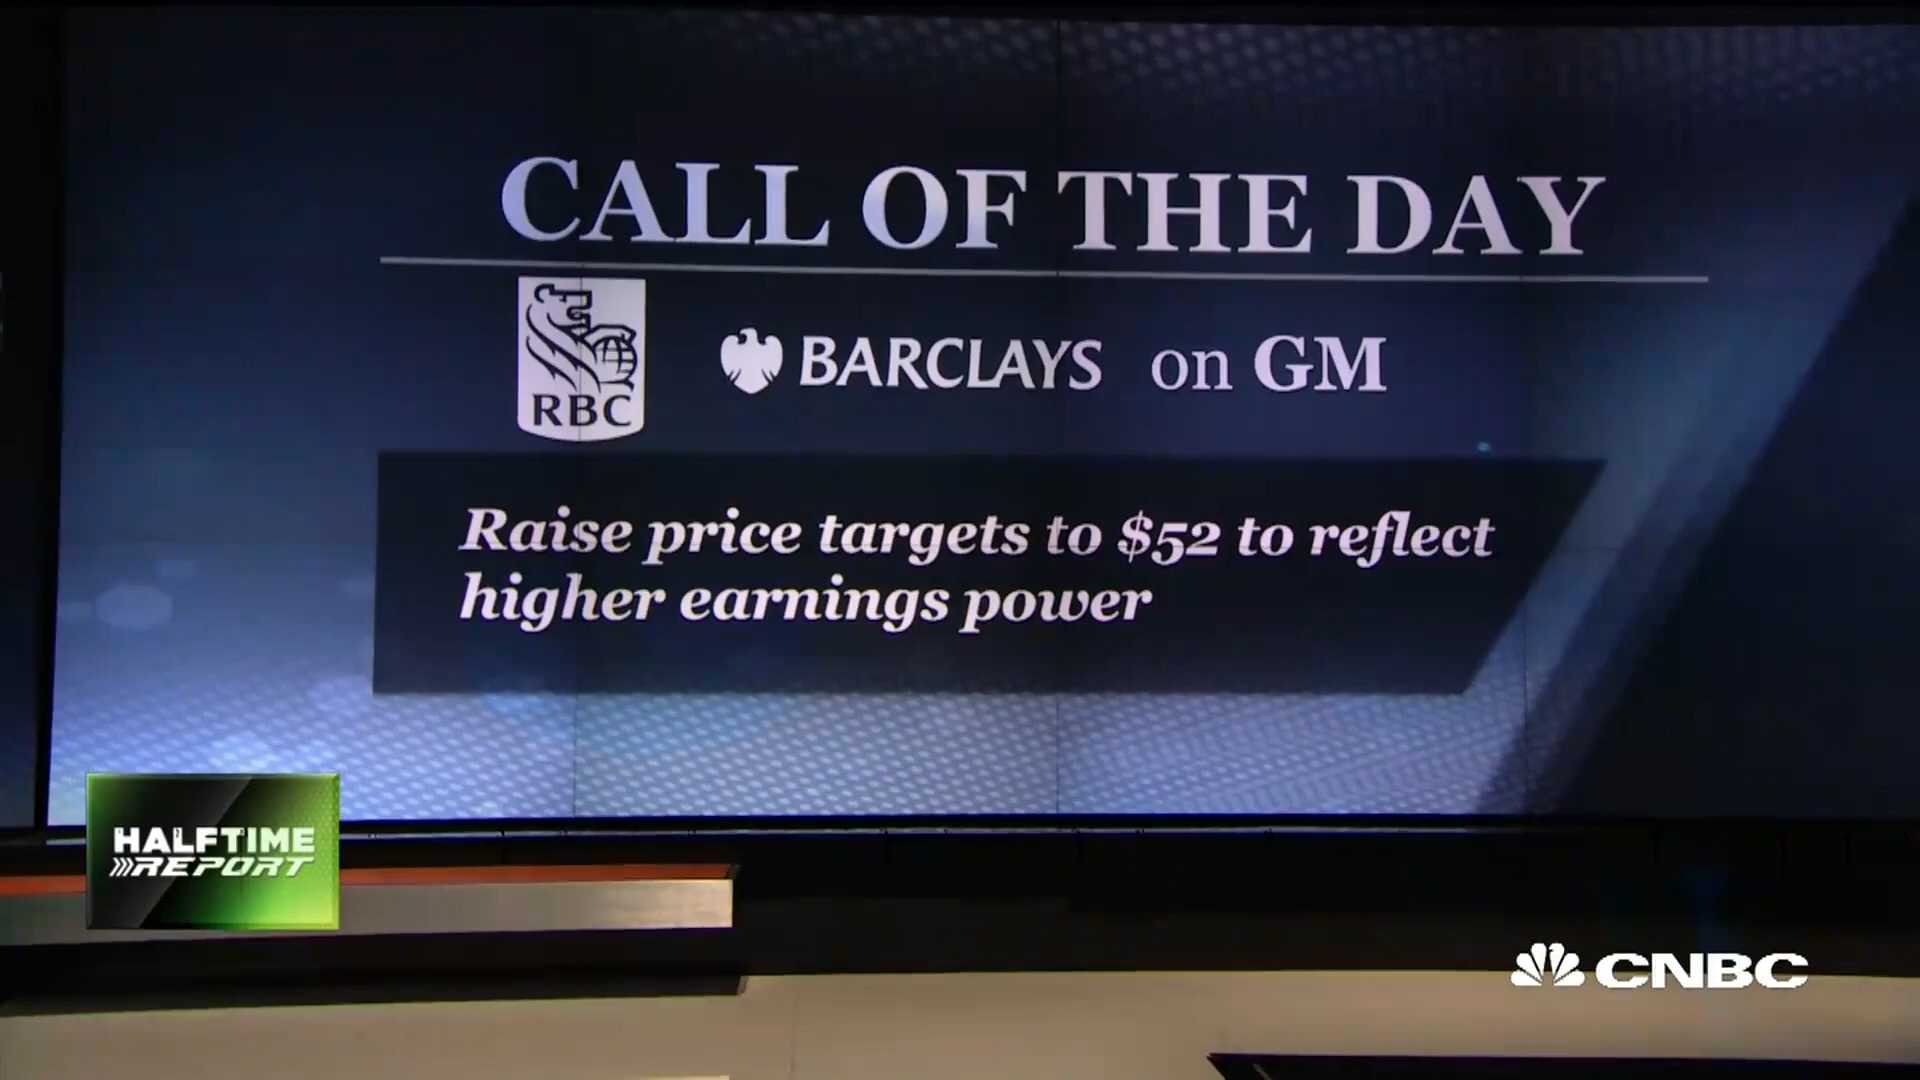 CALL OF THE DAY
RBC BARCLAYS on GM
Raise price targets to $52 to reflect
higher earnings power
HALFTIME
REPORT
CNBC